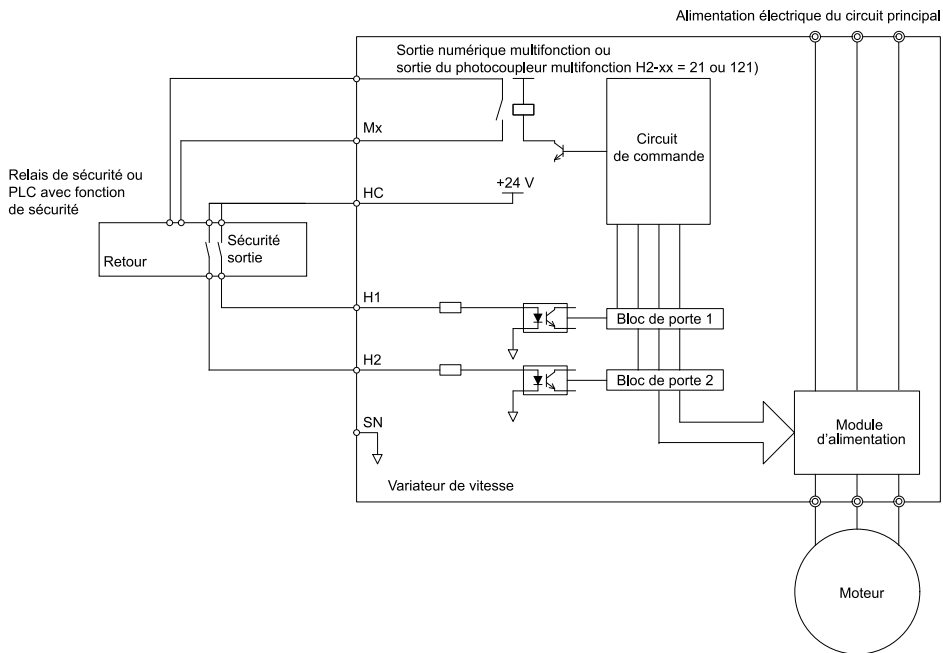 Alimentation électrique du circuit principal
Sortie numérique multifonction ou
sortie du photocoupleur multifonction H2-xx = 21 ou 121)
Mx
Circuit
de commande
Relais de sécurité ou
PLC avec fonction
de sécurité
HC
+24 V
Sécurité
sortie
Retour
H1
Bloc de porte 1
H2
Bloc de porte 2
SN
Module
d'alimentation
Variateur de vitesse
Moteur